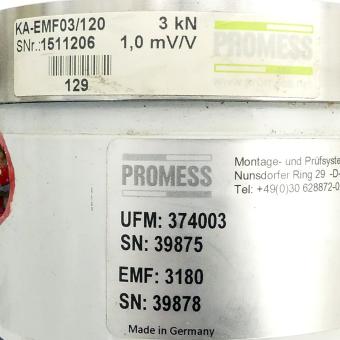 KA-EMF03/120 3 kN
SNr.:1511206 1,0 mV/V
129
PROMESS
PROMESS
Montage- und Prüfsysteme
Nunsdorfer Ring 29 -D-
Tel: +49(0)30 628872-0
UFM: 374003
SN: 39875
EMF: 3180
SN: 39878
Made in Germany